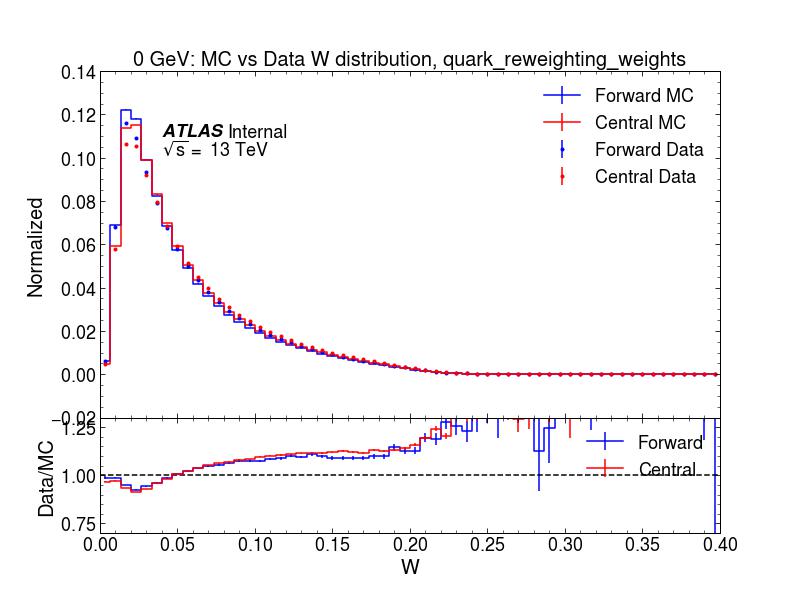 0 GeV: MC vs Data W distribution, quark_reweighting_weights
0.14
0.12
0.10
0.08
0.06
0.04
0.02
0.00
−0.02
Normalized
ATLAS Internal
√s = 13 TeV
Forward MC
Central MC
Forward Data
Central Data
1.25
1.00
0.75
Data/MC
Forward
Central
0.00 0.05 0.10 0.15 0.20 0.25 0.30 0.35 0.40
W